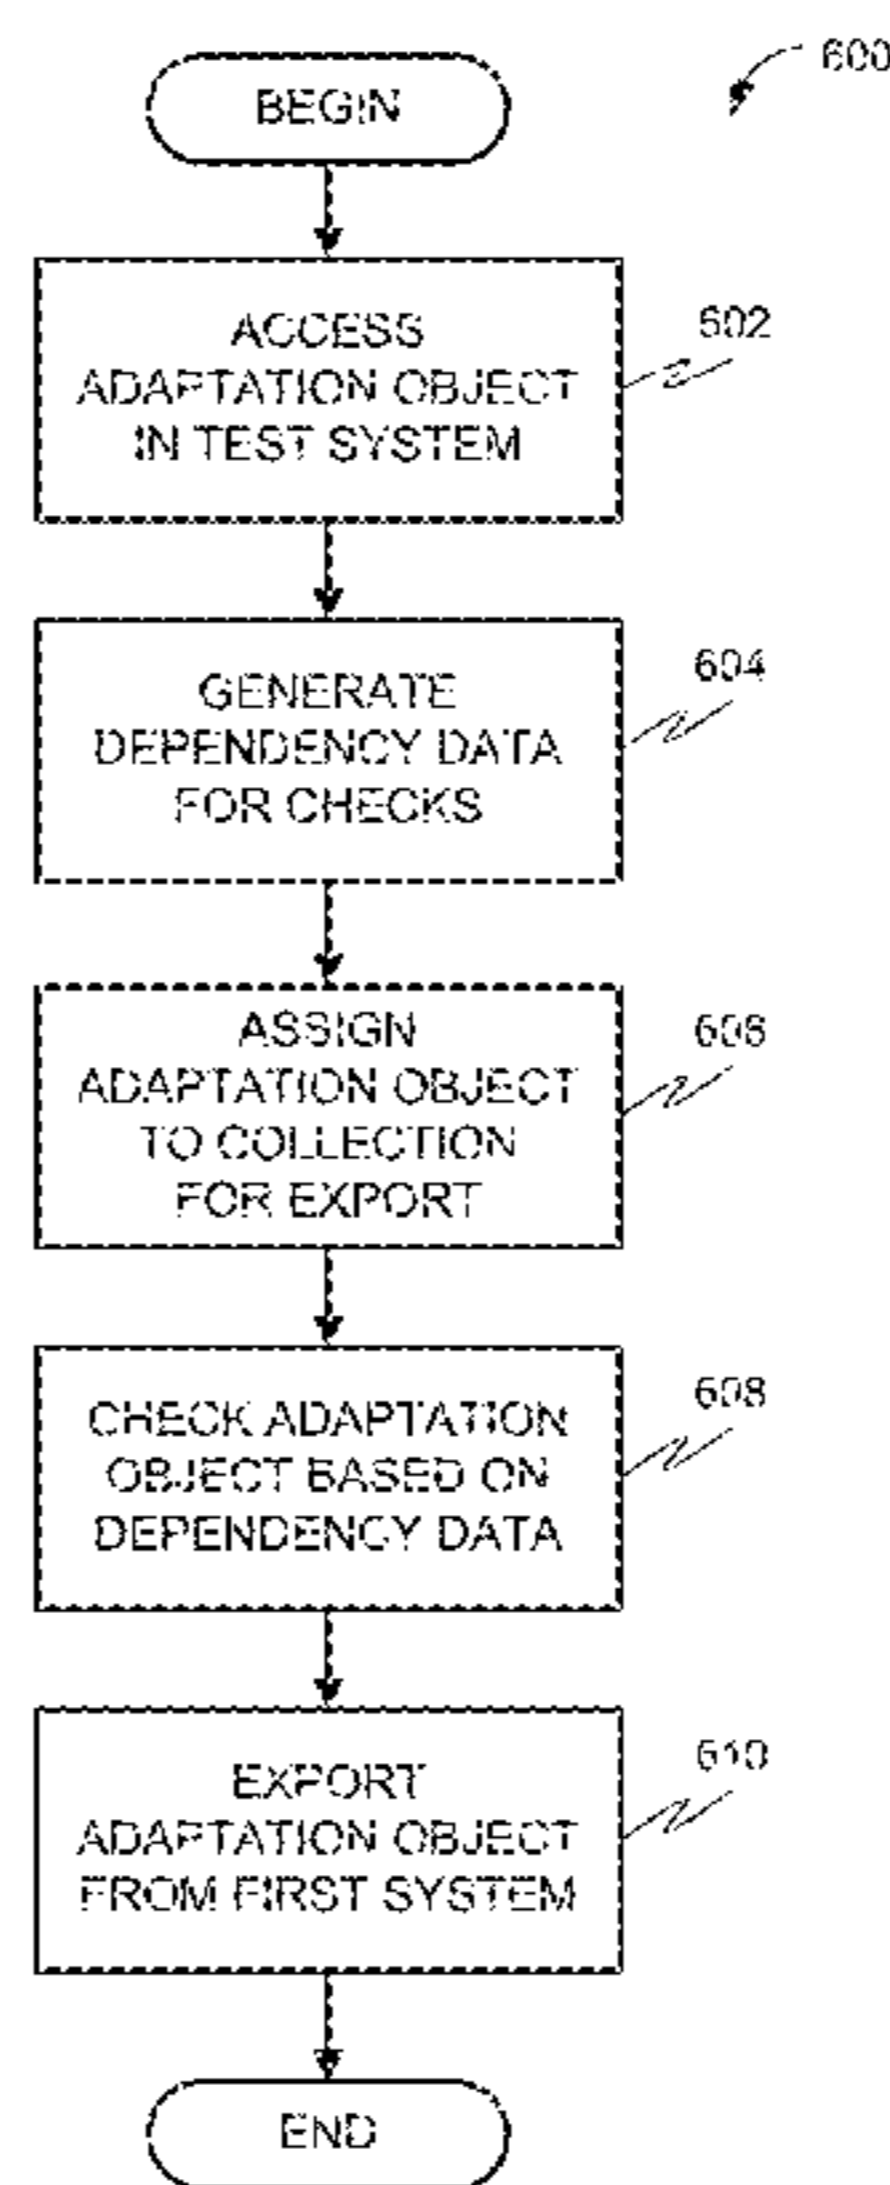 BEGIN
600
ACCESS
ADAPTATION OBJECT
IN TEST SYSTEM
602
GENERATE
DEPENDENCY DATA
FOR CHECKS
604
ASSIGN
ADAPTATION OBJECT
TO COLLECTION
FOR EXPORT
606
CHECK ADAPTATION
OBJECT BASED ON
DEPENDENCY DATA
608
EXPORT
ADAPTATION OBJECT
FROM FIRST SYSTEM
610
END